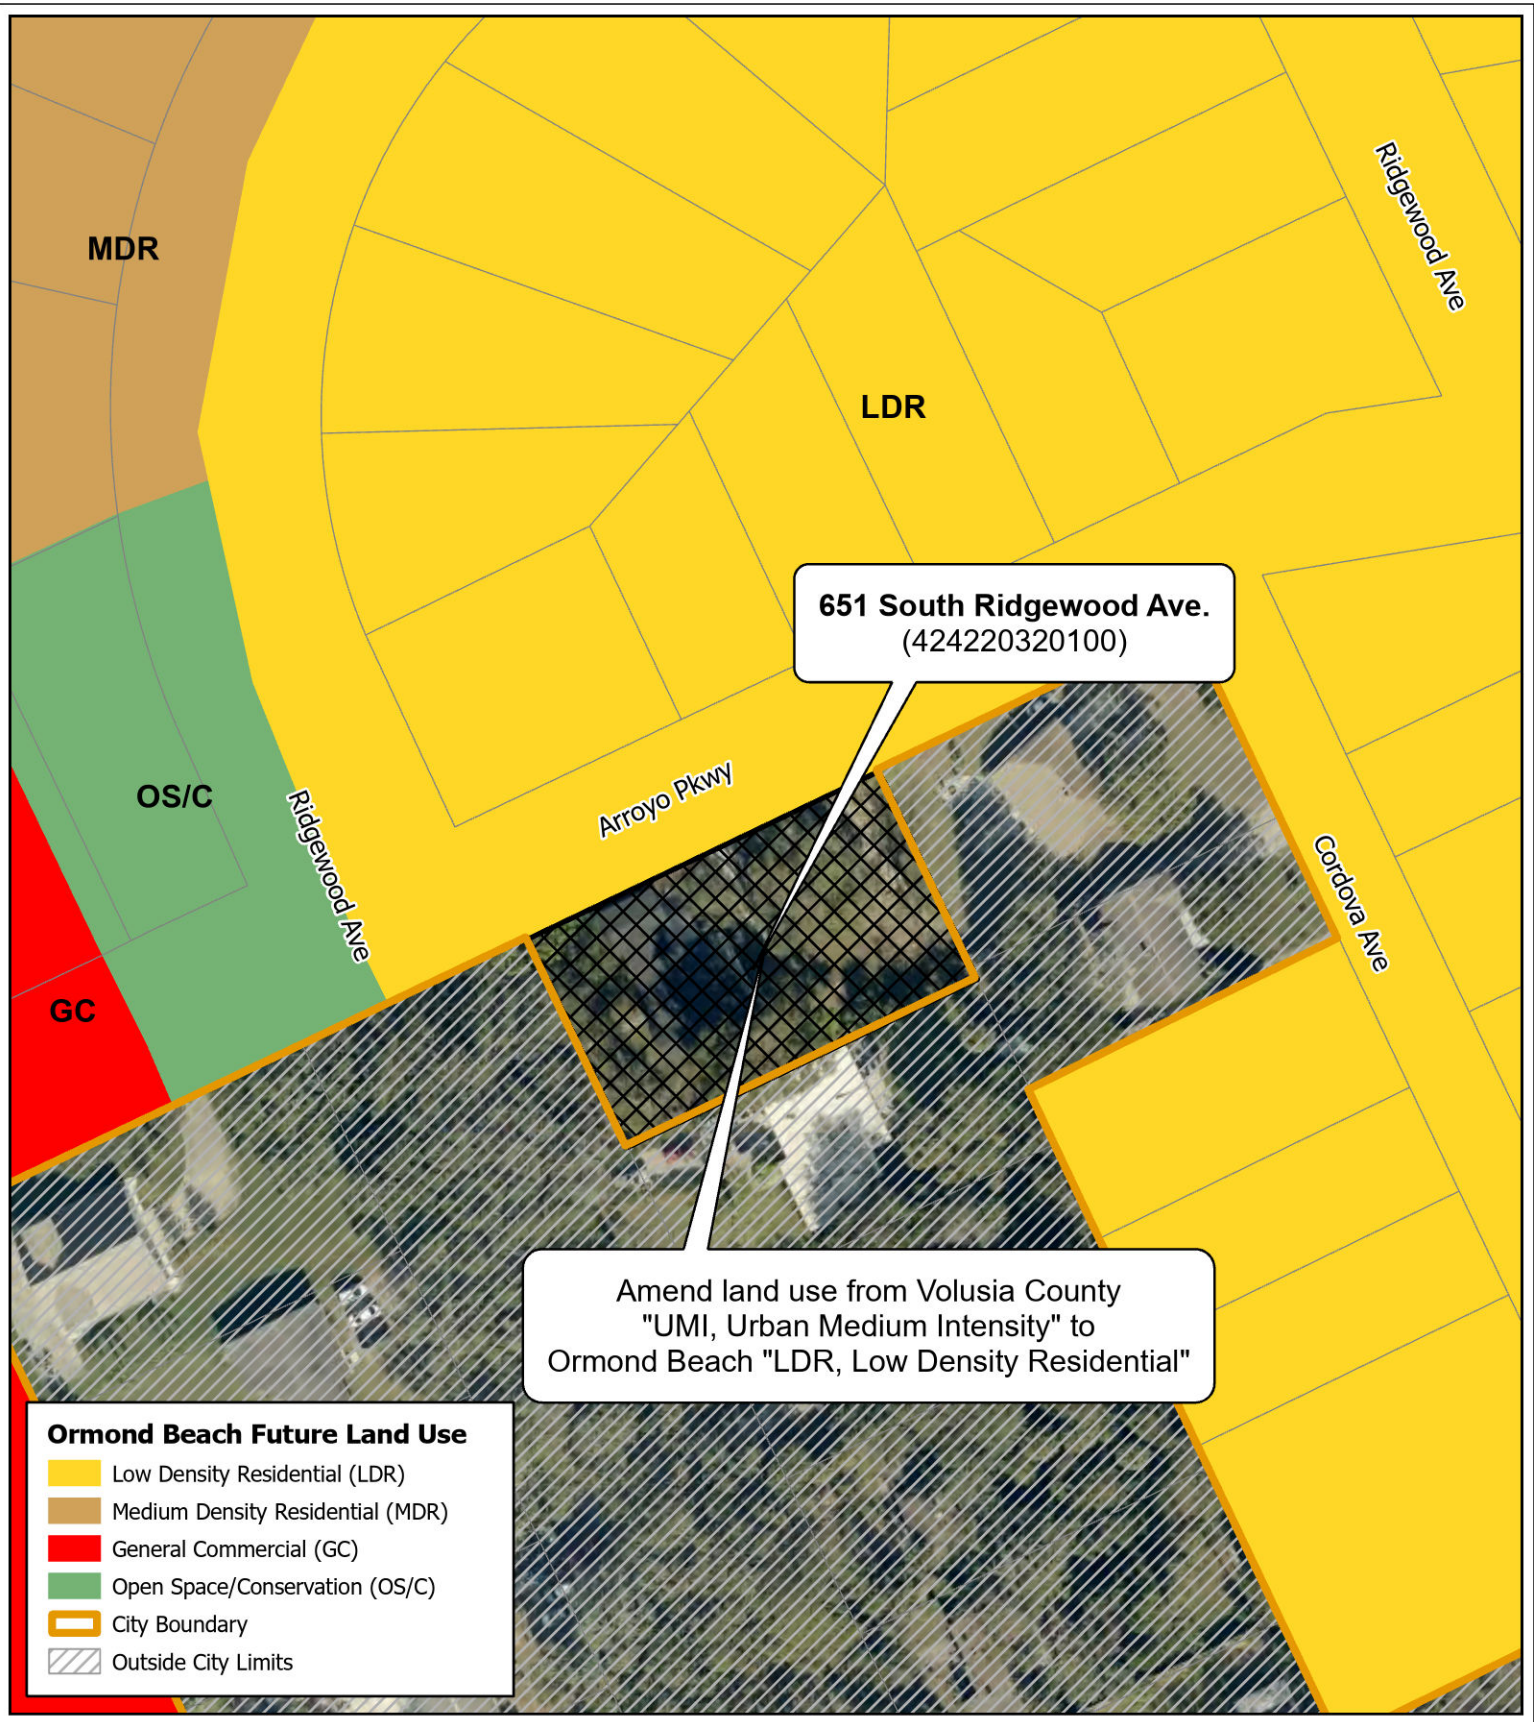 Ridgewood Ave
MDR
LDR
651 South Ridgewood Ave.
(424220320100)
Arroyo Pkwy
OS/C
Ridgewood Ave
Cordova Ave
GC
Amend land use from Volusia County
"UMI, Urban Medium Intensity" to
Ormond Beach "LDR, Low Density Residential"
Ormond Beach Future Land Use
Low Density Residential (LDR)
Medium Density Residential (MDR)
General Commercial (GC)
Open Space/Conservation (OS/C)
City Boundary
Outside City Limits